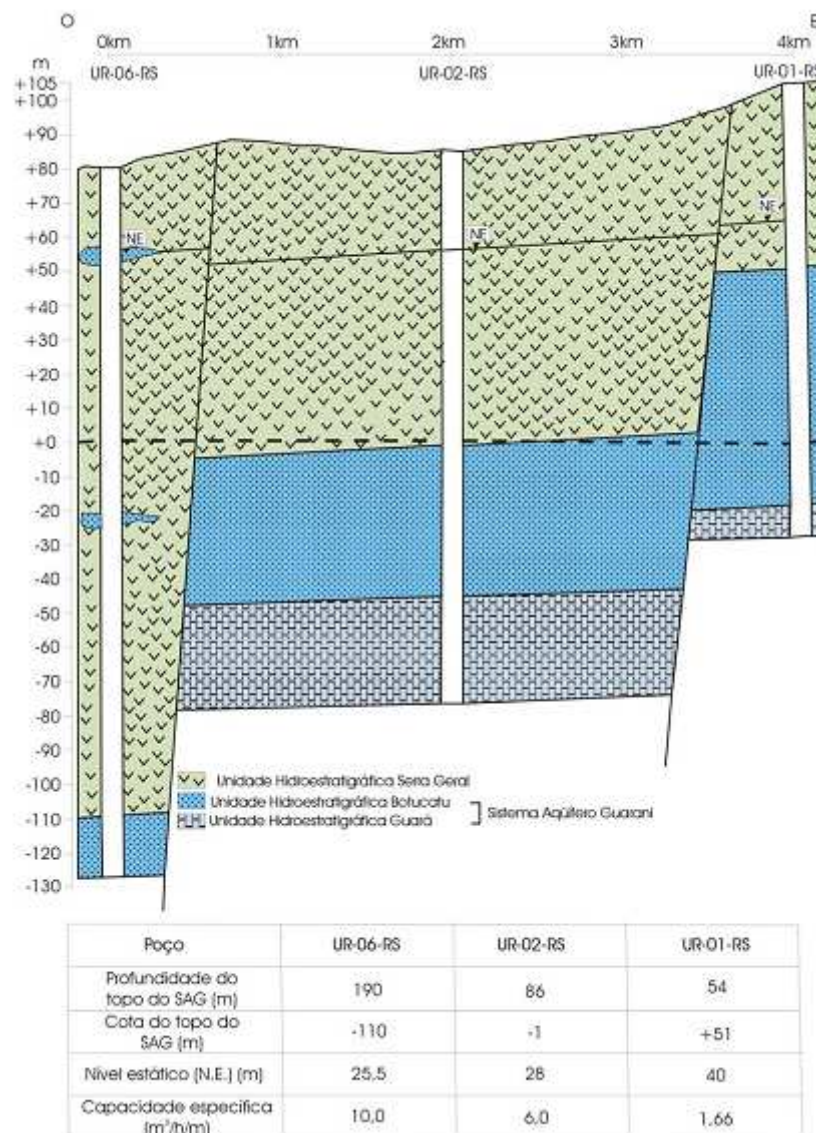 O E
0km 1km 2km 3km 4km
m UR-06-RS UR-02-RS UR-01-RS
+105
+100
+90
+80
+70
NE
+60
NE NE
+50
+40
+30
+20
+10
+0
-10
-20
-30
-40
-50
-60
-70
-80
-90
-100
-110
-120
-130
Unidade Hidroestratigráfica Serra Geral
Unidade Hidroestratigráfica Botucatu
Unidade Hidroestratigráfica Guará
] Sistema Aqüífero Guarani
Poço UR-06-RS UR-02-RS UR-01-RS
Profundidade do
topo do SAG (m) 190 86 54
Cota do topo do
SAG (m) -110 -1 +51
Nível estático (N.E.) (m) 25,5 28 40
Capacidade específica
(m³/h/m) 10,0 6,0 1,66